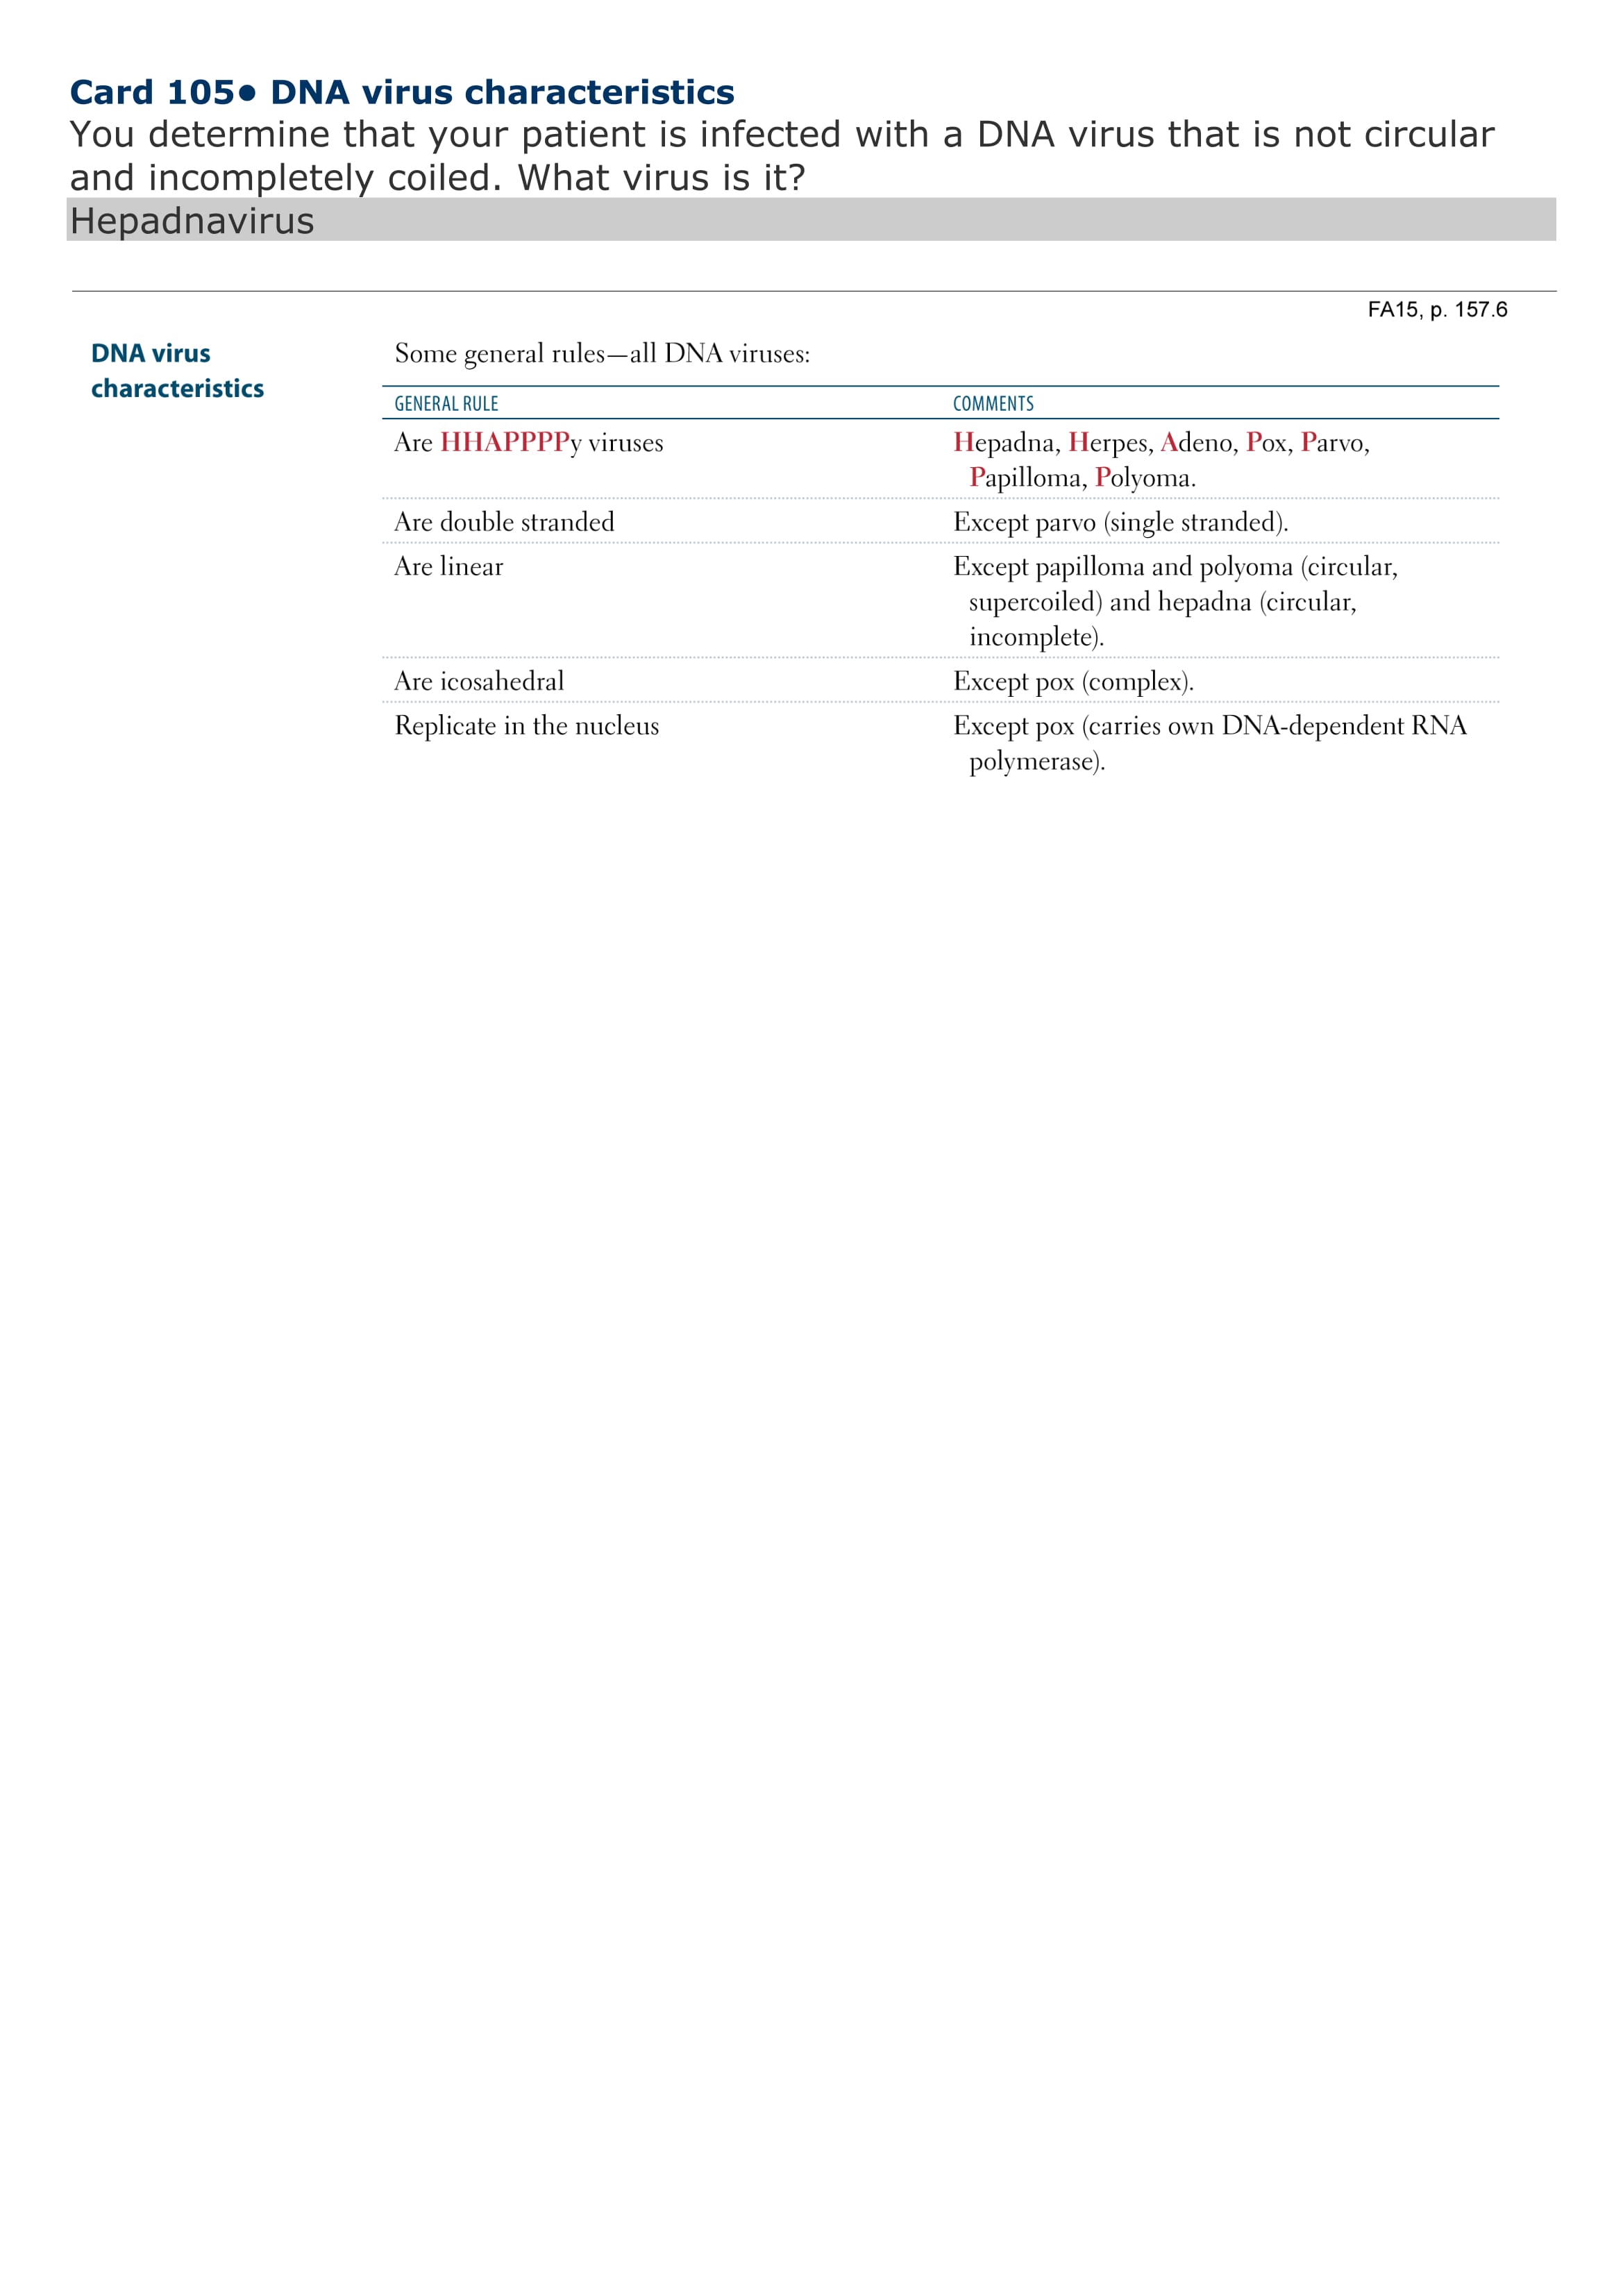 Card 105• DNA virus characteristics
You determine that your patient is infected with a DNA virus that is not circular
and incompletely coiled. What virus is it?
Hepadnavirus
FA15, p. 157.6
DNA virus
characteristics
Some general rules—all DNA viruses:
GENERAL RULE
COMMENTS
Are HHAPPPPy viruses
Hepadna, Herpes, Adeno, Pox, Parvo,
Papilloma, Polyoma.
Are double stranded
Except parvo (single stranded).
Are linear
Except papilloma and polyoma (circular,
supercoiled) and hepadna (circular,
incomplete).
Are icosahedral
Except pox (complex).
Replicate in the nucleus
Except pox (carries own DNA-dependent RNA
polymerase).